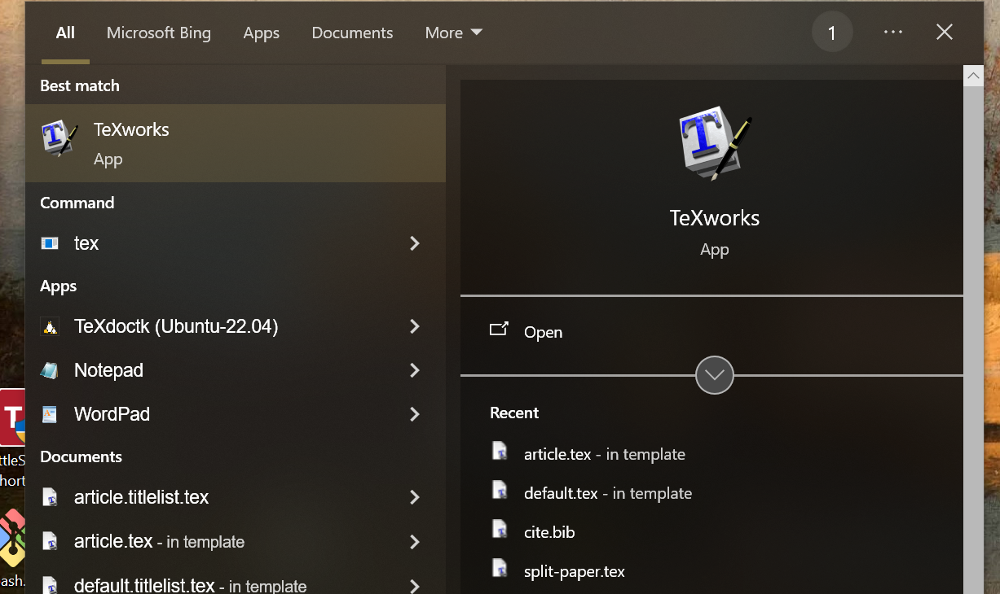 All
Microsoft Bing
Apps
Documents
More
1
Best match
TeXworks
App
Command
tex
Apps
TeXdoctk (Ubuntu-22.04)
Notepad
WordPad
Documents
article.titlelist.tex
article.tex - in template
default.titlelist.tex - in template
TeXworks
App
Open
Recent
article.tex - in template
default.tex - in template
cite.bib
split-paper.tex
T
ttleS
hort
ash.